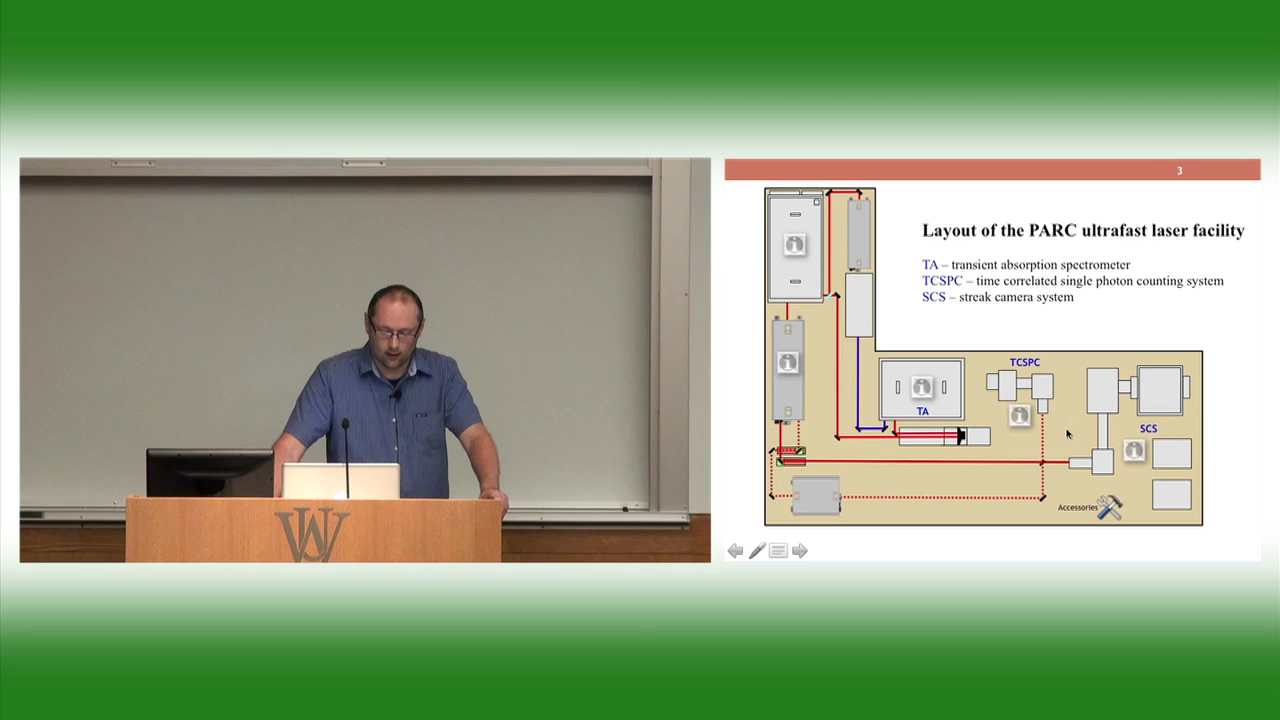 WU
3
Layout of the PARC ultrafast laser facility
TA – transient absorption spectrometer
TCSPC – time correlated single photon counting system
SCS – streak camera system
TCSPC
TA
SCS
Accessories